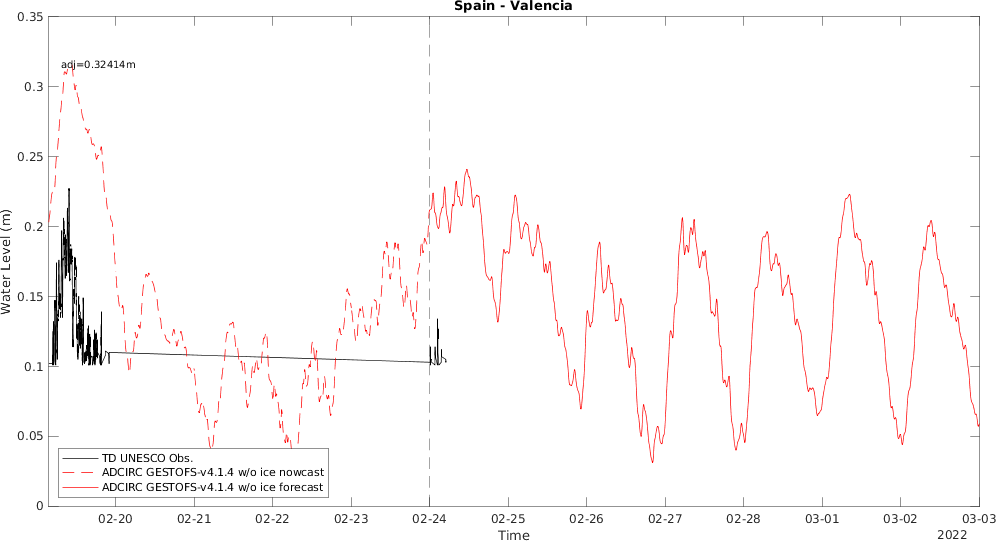 Spain - Valencia
adj=0.32414m
Water Level (m)
0.35
0.3
0.25
0.2
0.15
0.1
0.05
0
TD UNESCO Obs.
ADCIRC GESTOFS-v4.1.4 w/o ice nowcast
ADCIRC GESTOFS-v4.1.4 w/o ice forecast
02-20 02-21 02-22 02-23 02-24 02-25 02-26 02-27 02-28 03-01 03-02 03-03
Time
2022